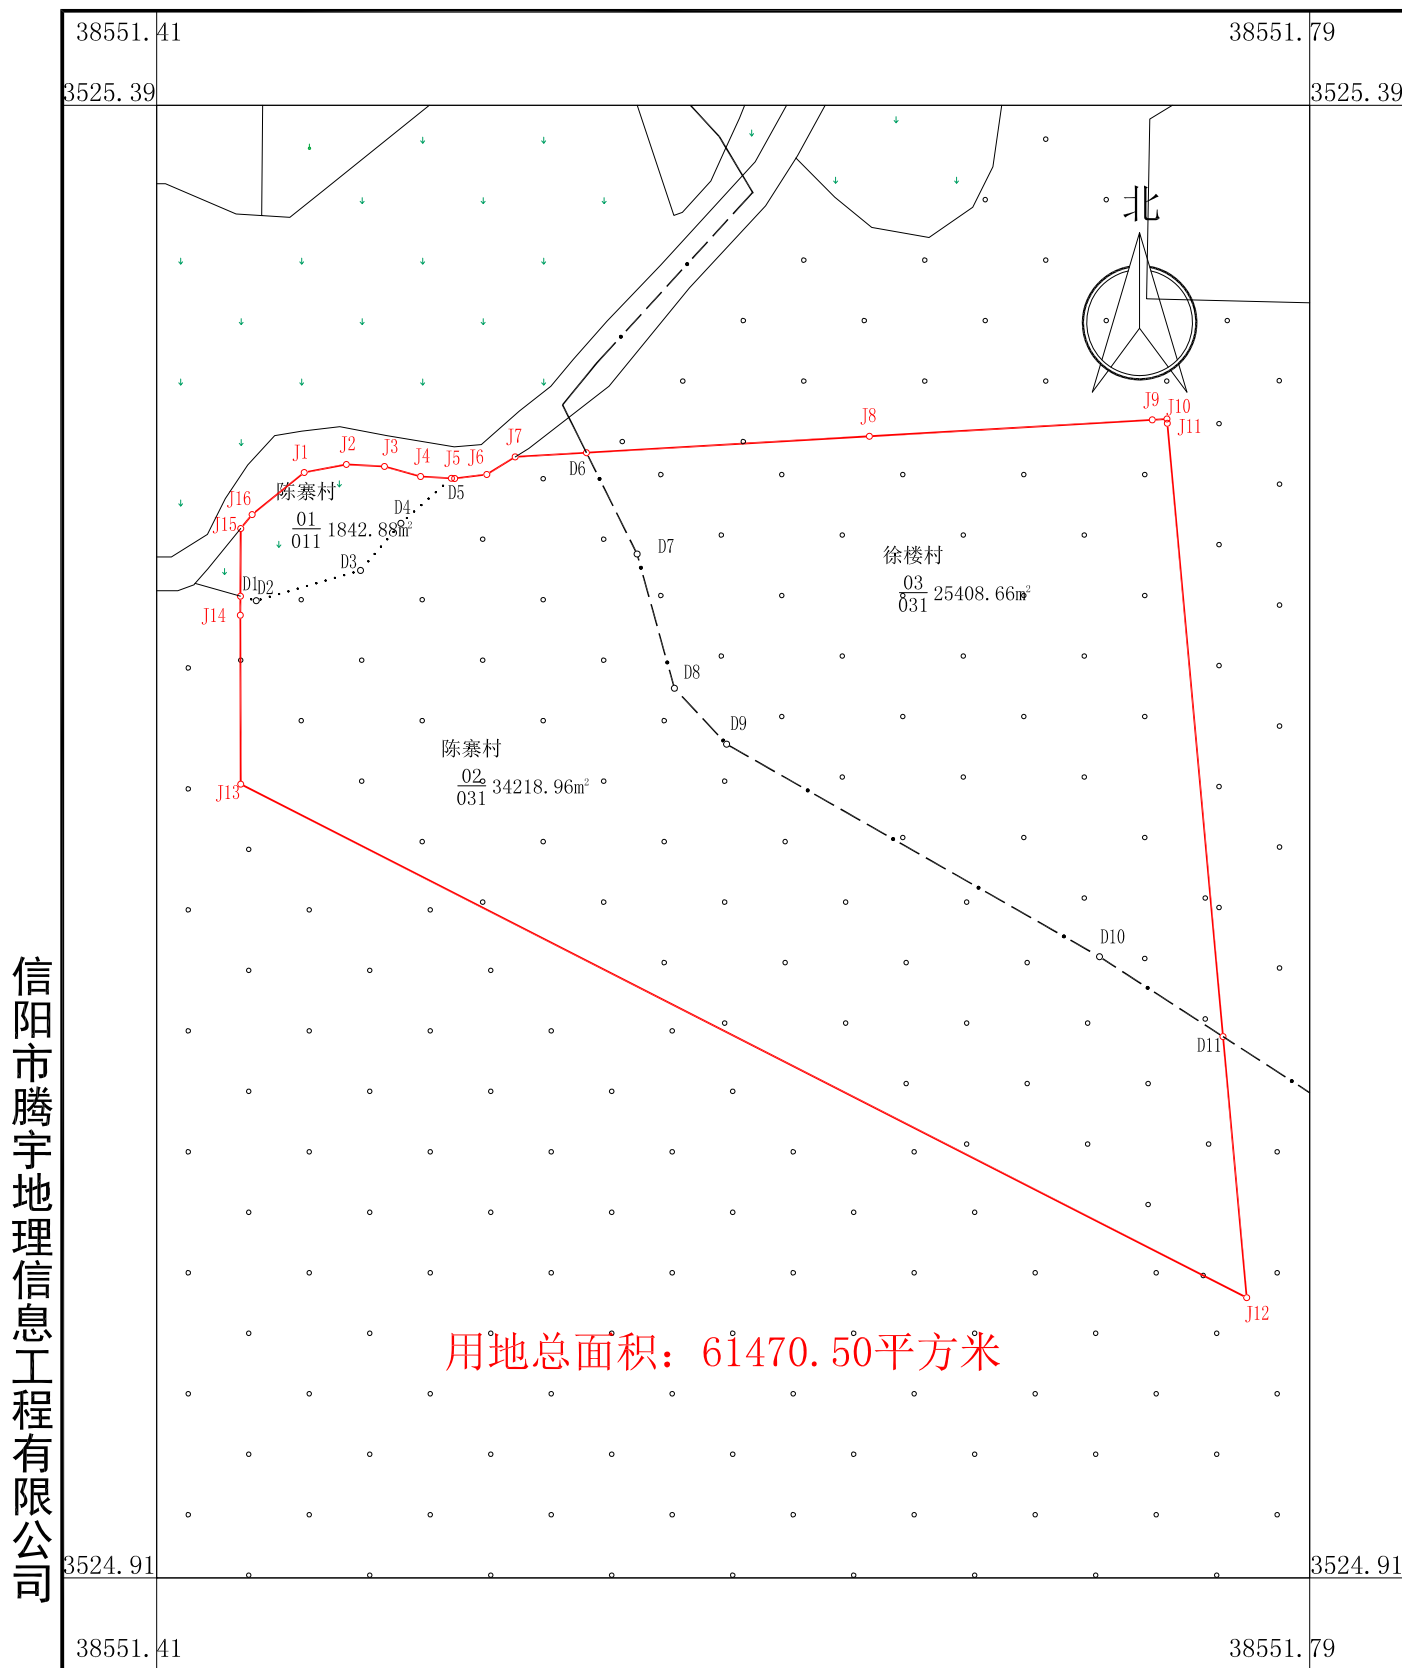 38551.41
38551.79
3525.39
3525.39
北
J9
J10
J11
J8
J7
J1
J2
J3
J4
J5
J6
D6
D5
陈寨村
J16
J15
D4
01
011
1842.88m²
D3
D1
D2
J14
D7
徐楼村
03
031
25408.66m²
D8
D9
陈寨村
02
031
34218.96m²
J13
D10
D11
J12
用地总面积：61470.50平方米
信阳市腾宇地理信息工程有限公司
3524.91
3524.91
38551.41
38551.79